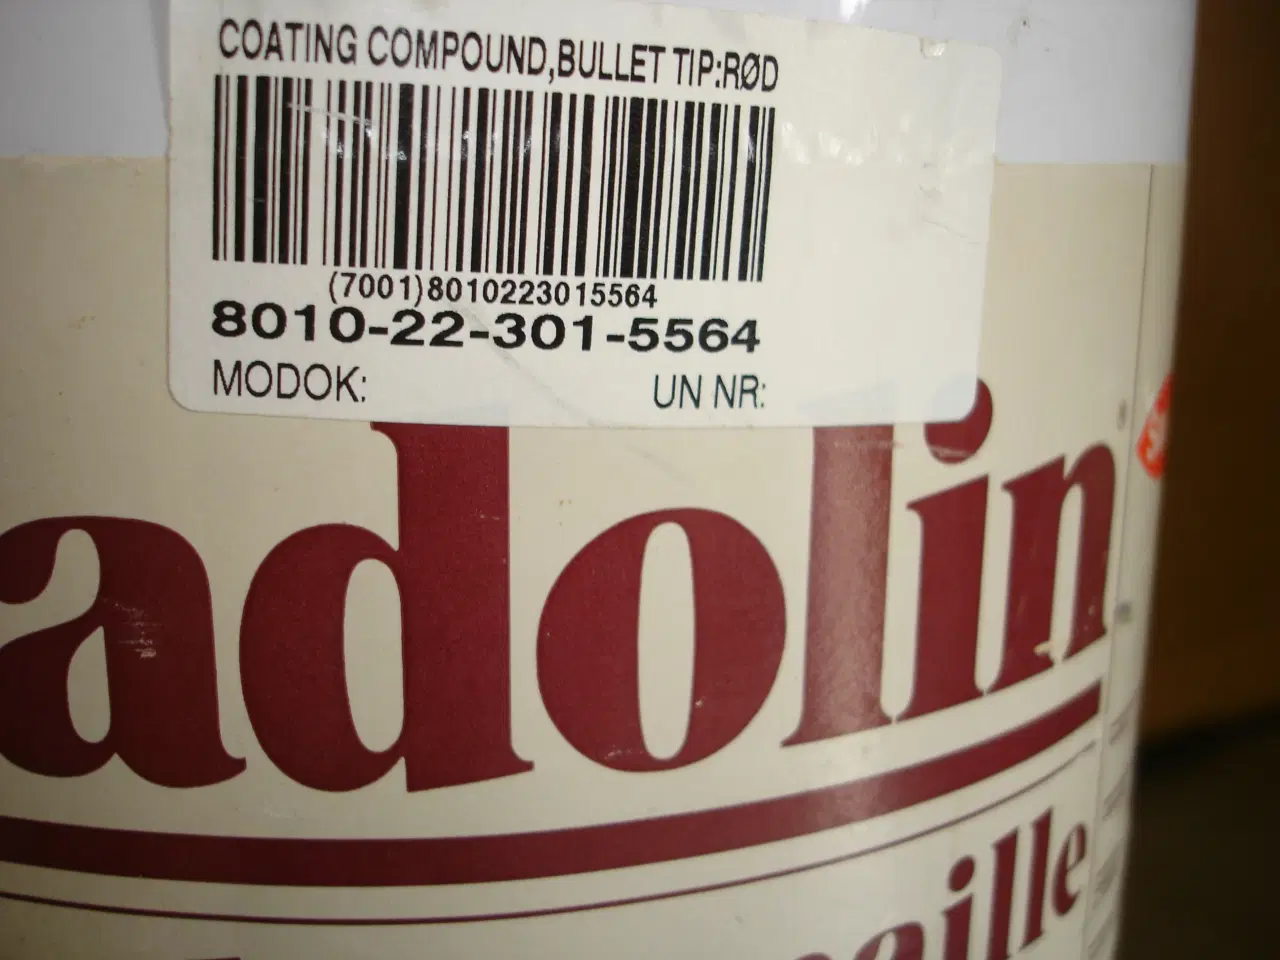 COATING COMPOUND,BULLET TIP:RØD
(7001)8010223015564
8010-22-301-5564
MODOK: UN NR:
adolin
aille